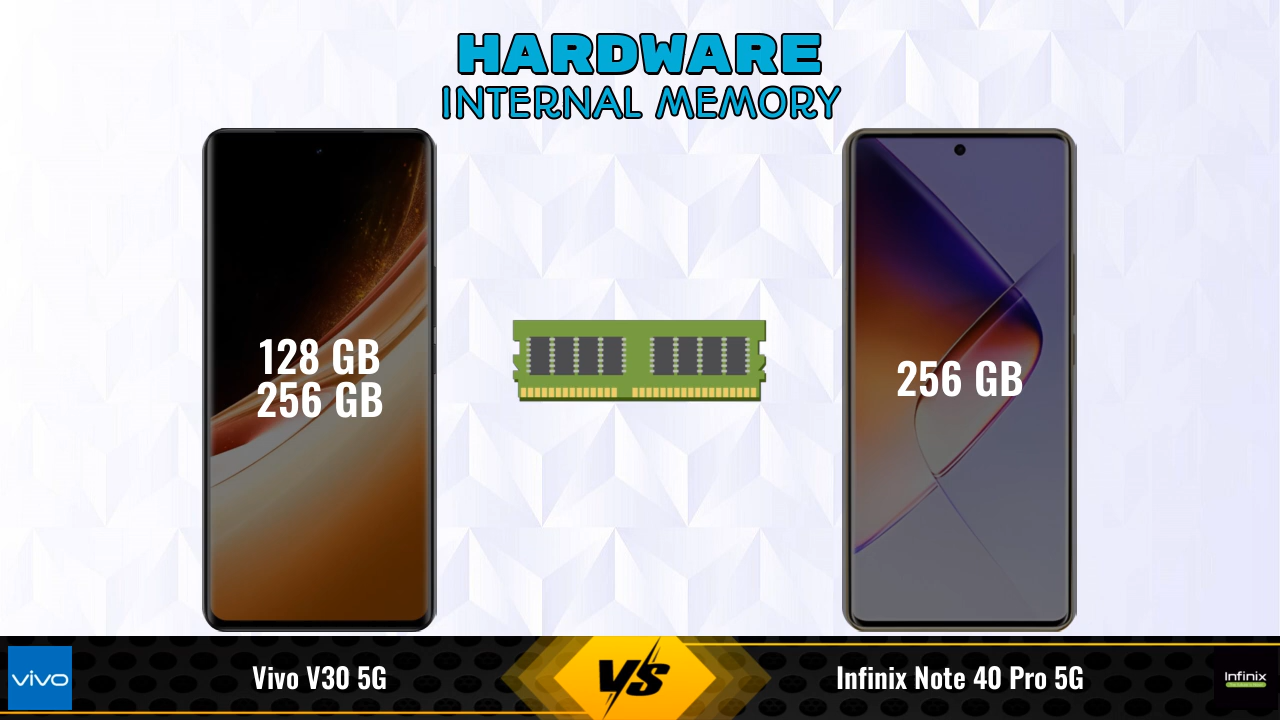 HARDWARE
INTERNAL MEMORY
128 GB
256 GB
256 GB
vivo
Vivo V30 5G
VS
Infinix Note 40 Pro 5G
Infinix